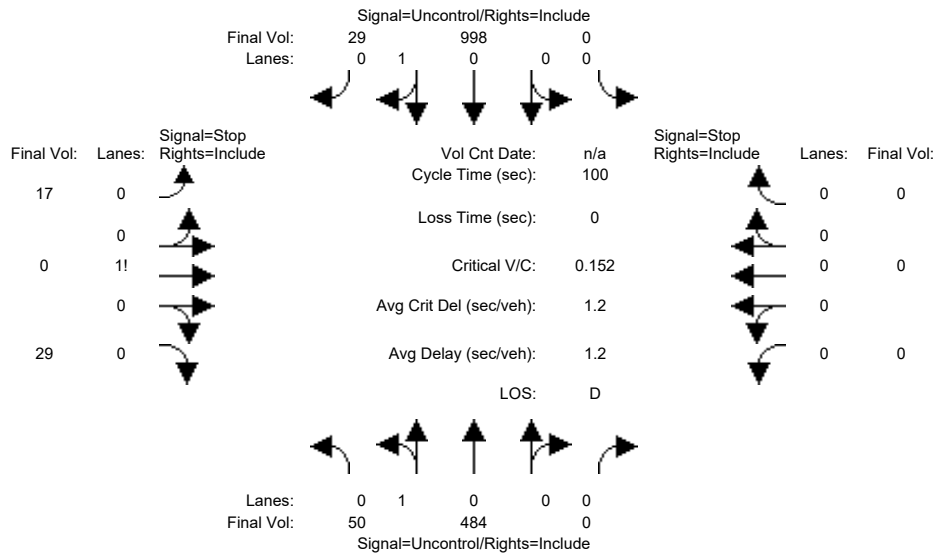 Signal=Uncontrol/Rights=Include
Final Vol: 29 998 0
Lanes: 0 1 0 0 0
Signal=Stop Signal=Stop
Final Vol: Lanes: Rights=Include Vol Cnt Date: n/a Rights=Include Lanes: Final Vol:
Cycle Time (sec): 100
17 0 0 0
Loss Time (sec): 0
0 0
0 1! Critical V/C: 0.152 0 0
0 Avg Crit Del (sec/veh): 1.2 0
29 0 Avg Delay (sec/veh): 1.2 0 0
LOS: D
Lanes: 0 1 0 0 0
Final Vol: 50 484 0
Signal=Uncontrol/Rights=Include